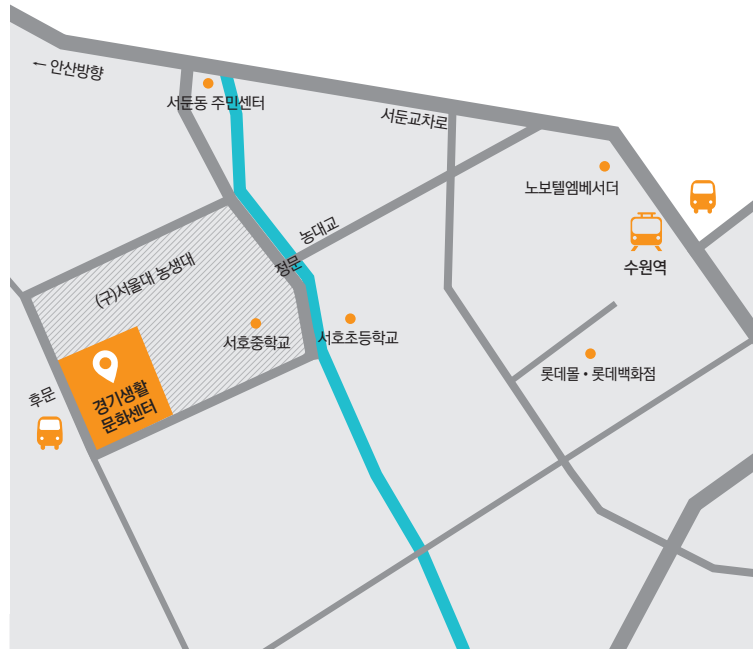 ← 안산방향
서둔동 주민센터
서둔교차로
노보텔엠베서더
수원역
농대교
정문
(구)서울대 농생대
서호중학교
서호초등학교
롯데몰 • 롯데백화점
후문
경기생활
문화센터